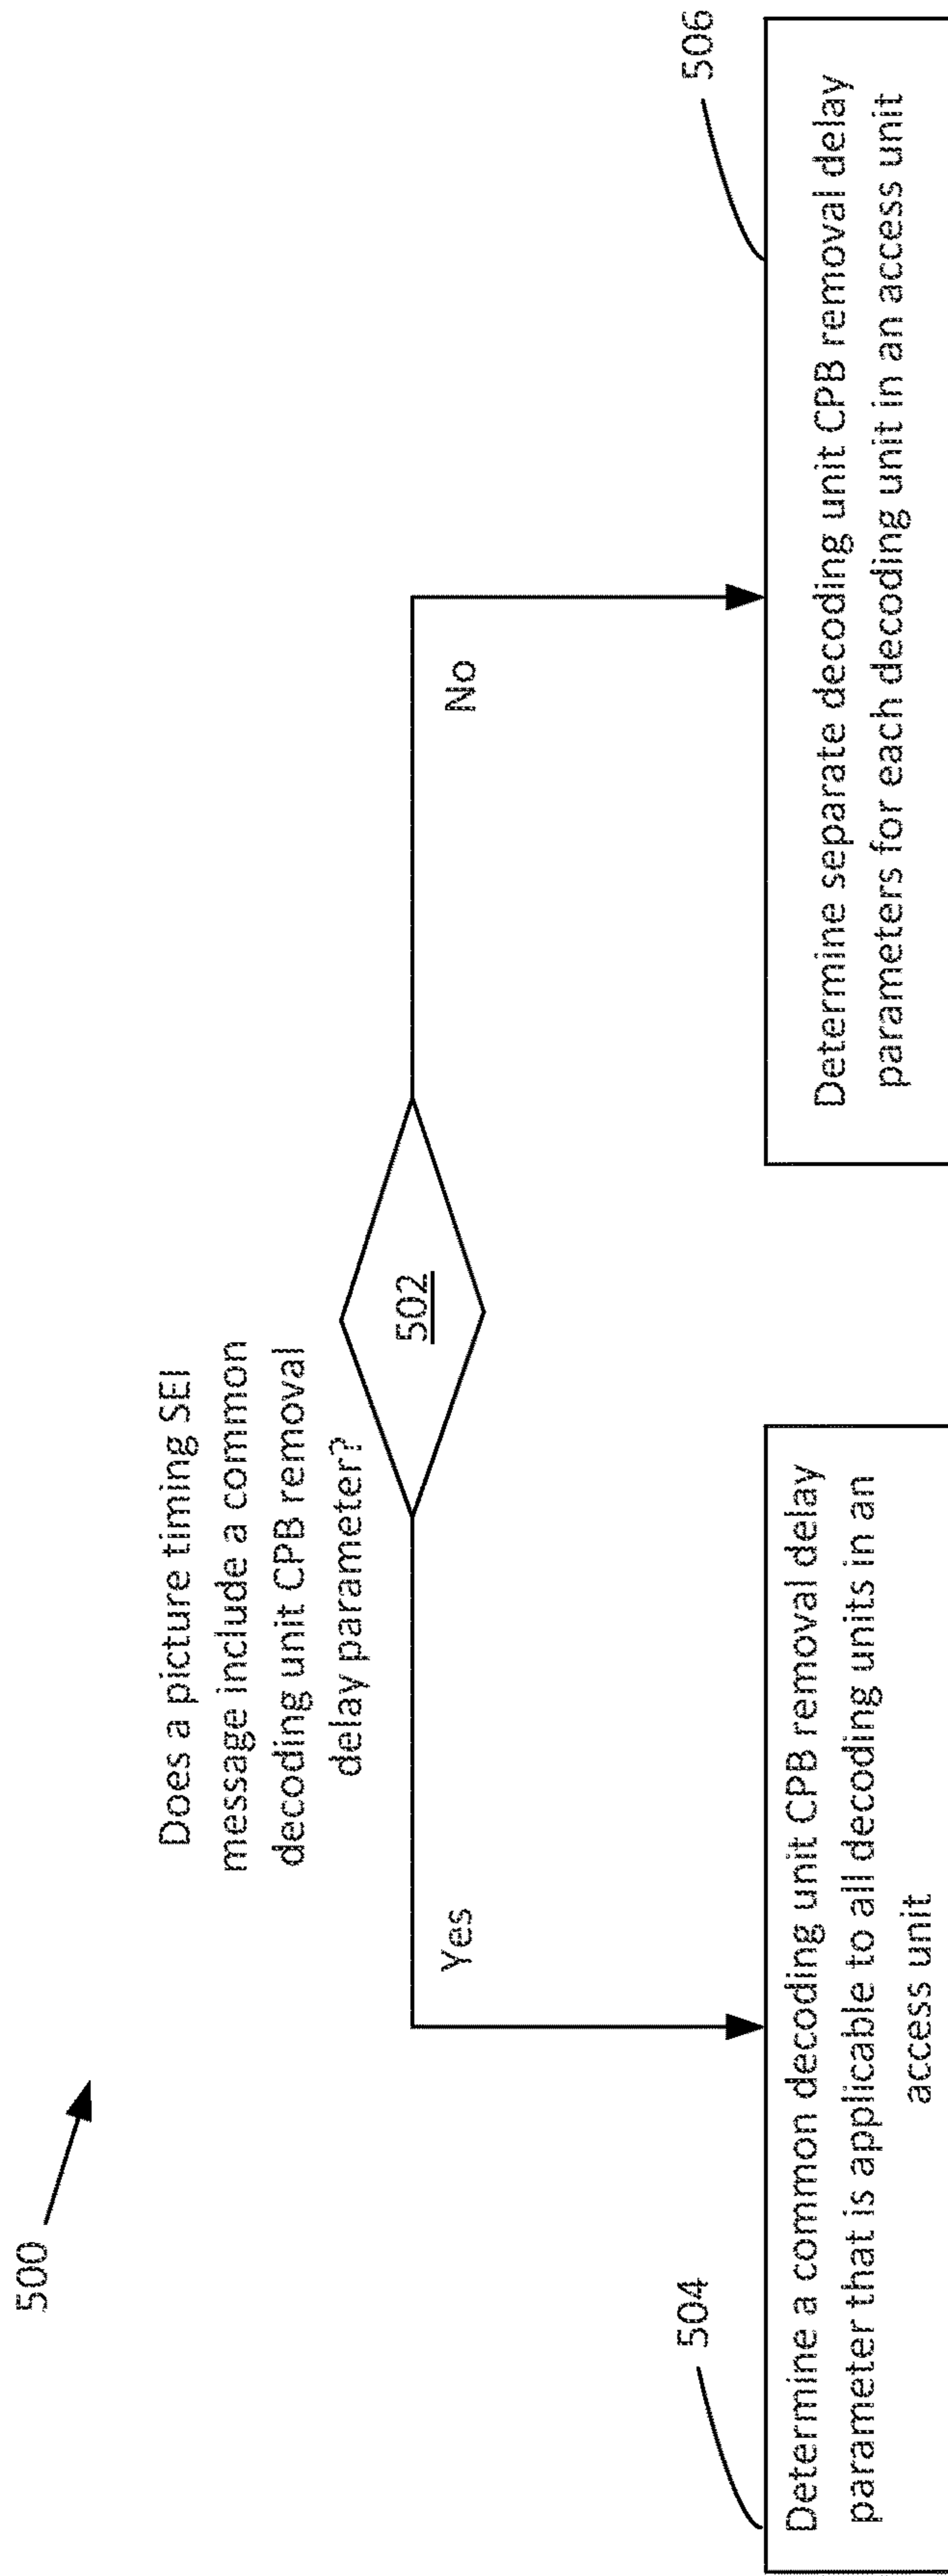 500
Does a picture timing SEI
message include a common
decoding unit CPB removal
delay parameter?
502
Yes
No
504
Determine a common decoding unit CPB removal delay
parameter that is applicable to all decoding units in an
access unit
506
Determine separate decoding unit CPB removal delay
parameters for each decoding unit in an access unit